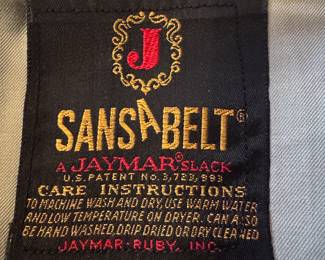 J
SANSABELT®
A JAYMAR® SLACK
U.S. PATENT No. 3,723,993
CARE INSTRUCTIONS
TO MACHINE WASH AND DRY, USE WARM WATER
AND LOW TEMPERATURE ON DRYER. CAN ALSO
BE HAND WASHED, DRIP DRIED OR DRY CLEANED
JAYMAR-RUBY, INC.